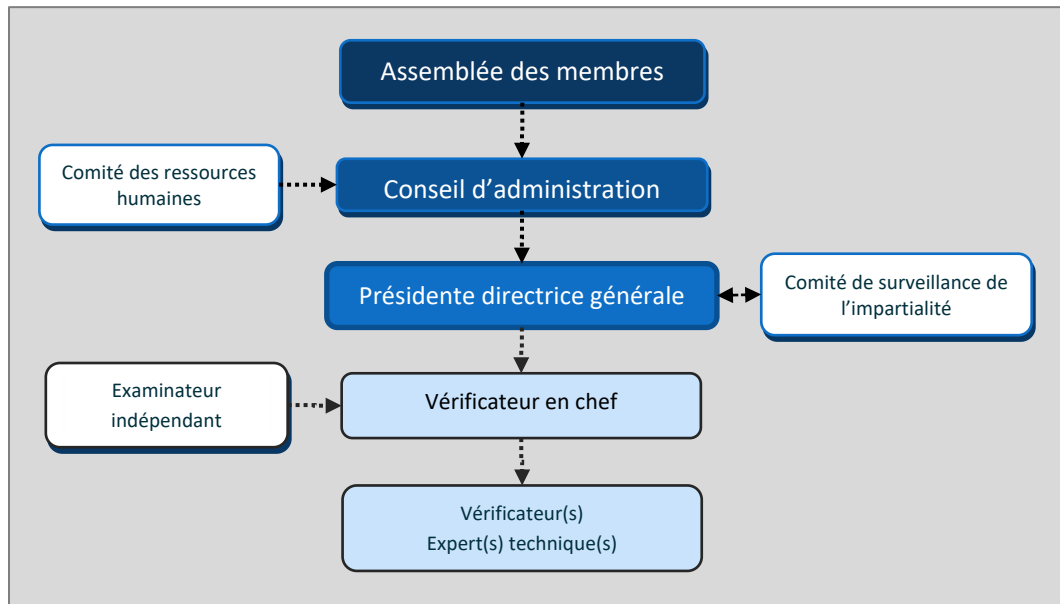 Assemblée des membres
Comité des ressources
humaines
Conseil d’administration
Présidente directrice générale
Comité de surveillance de
l’impartialité
Examinateur
indépendant
Vérificateur en chef
Vérificateur(s)
Expert(s) technique(s)